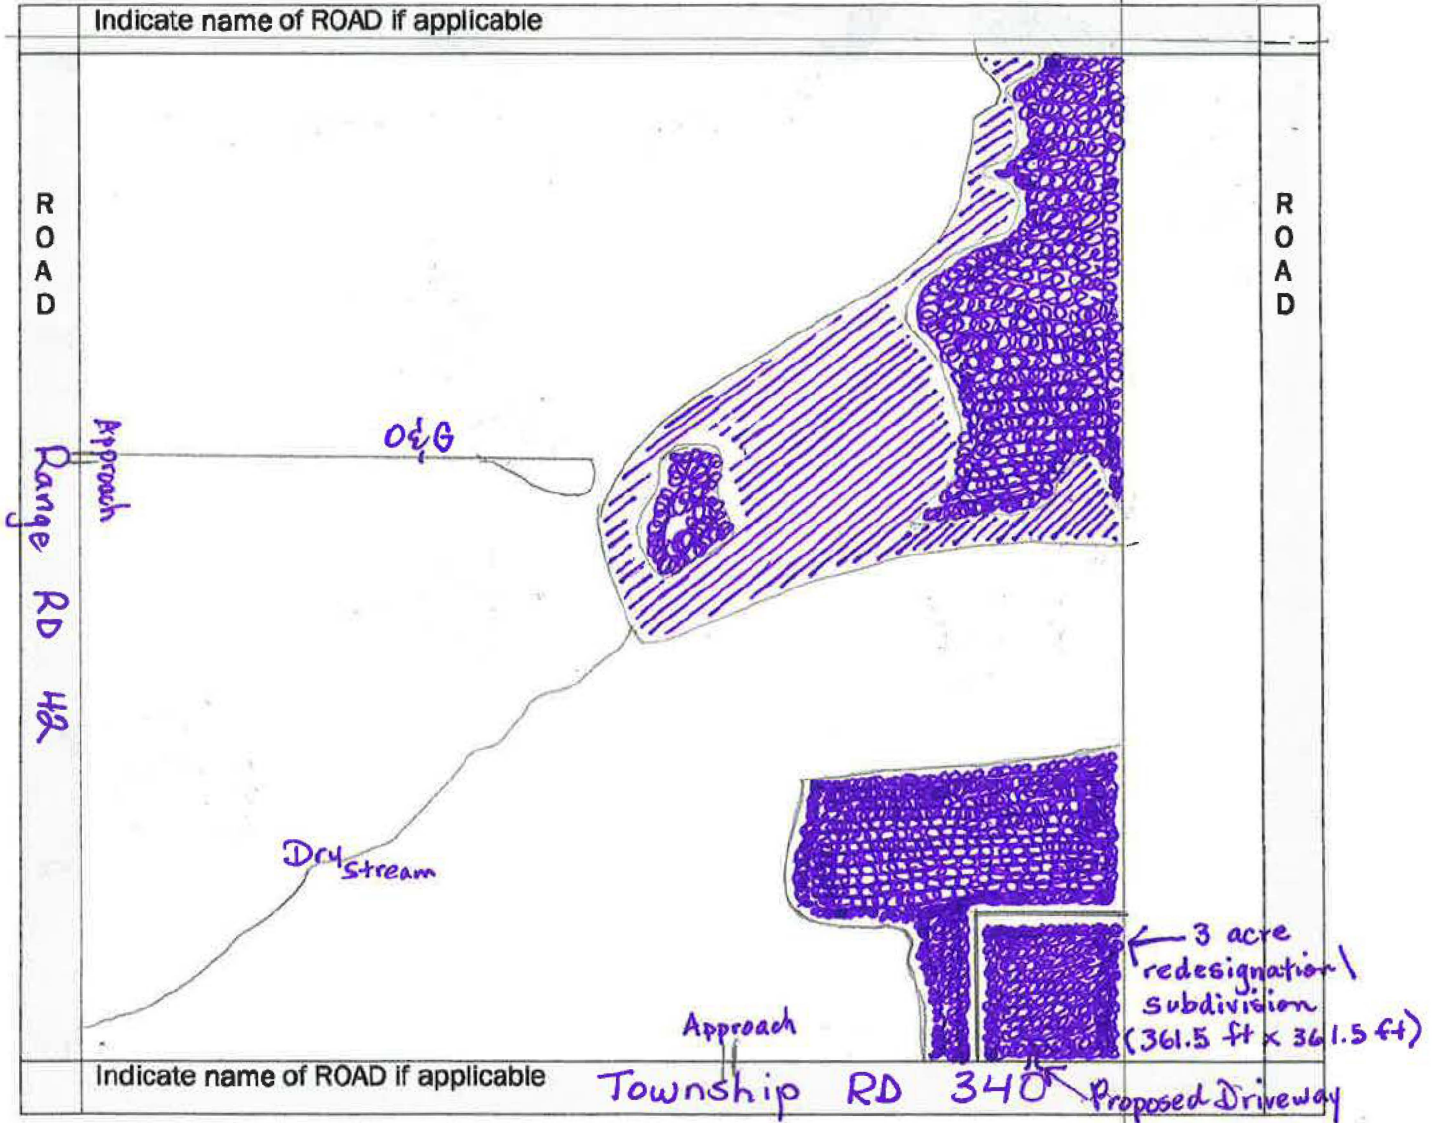 Indicate name of ROAD if applicable
ROAD
ROAD
Approach
O&G
Range RD 42
Dry stream
3 acre
redesignation\
subdivision
(361.5 ft x 361.5 ft)
Approach
Indicate name of ROAD if applicable
Township RD 340
Proposed Driveway